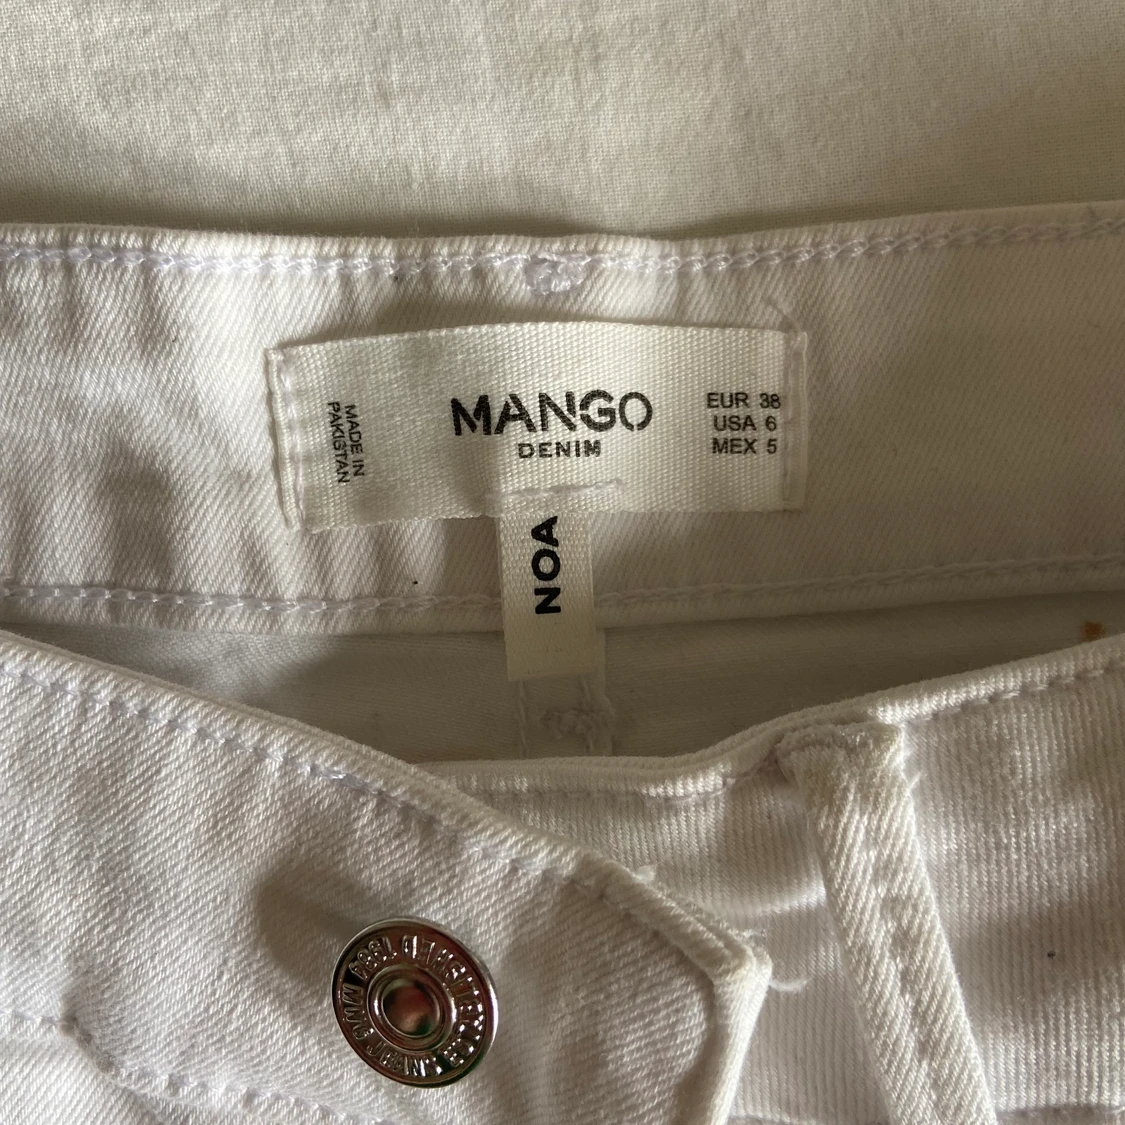 MADE IN
PAKISTAN
MANGO
DENIM
EUR 38
USA 6
MEX 5
NOA